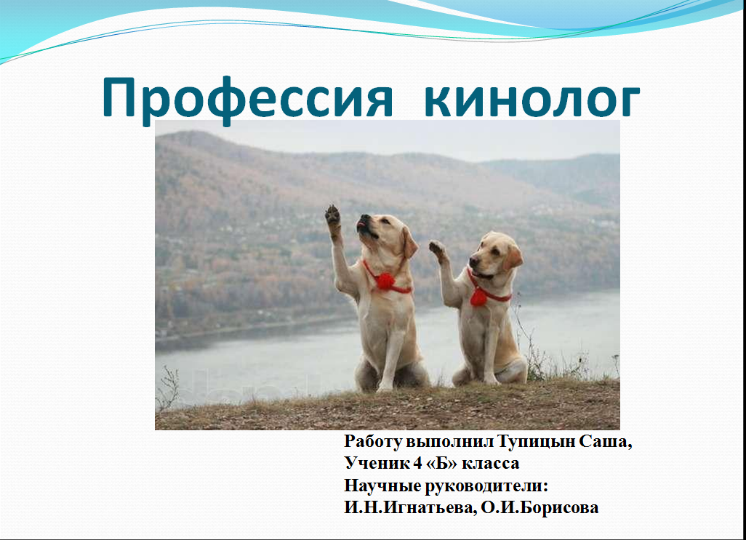 Профессия кинолог
Работу выполнил Тупицын Саша,
Ученик 4 «Б» класса
Научные руководители:
И.Н.Игнатьева, О.И.Борисова